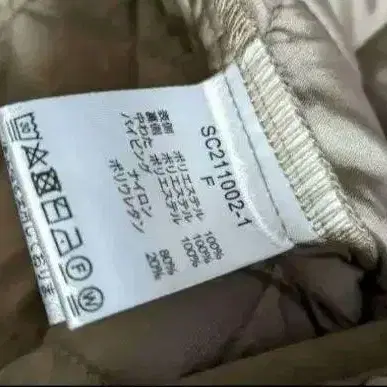 SC211002-1
F
表側 ポリエステル 100%
裏側 ポリエステル 100%
中わた ポリエステル 100%
パイピング ナイロン 80%
ポリウレタン 20%
P
W